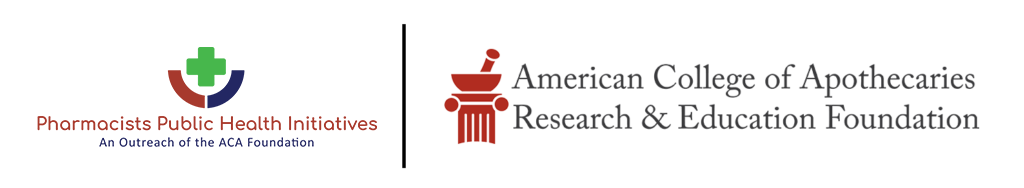 Pharmacists Public Health Initiatives
An Outreach of the ACA Foundation
American College of Apothecaries
Research & Education Foundation